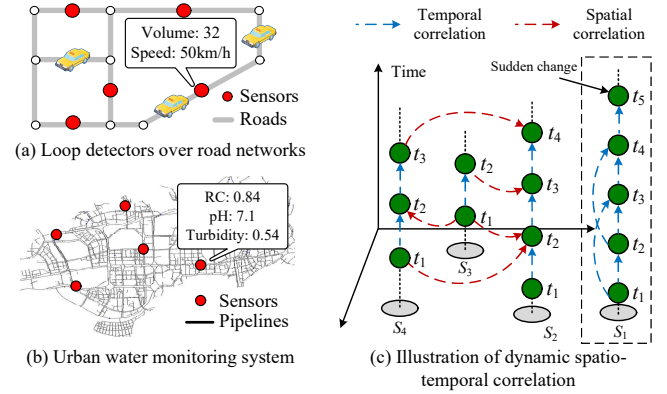 Volume: 32
Speed: 50km/h
Sensors
Roads
(a) Loop detectors over road networks
RC: 0.84
pH: 7.1
Turbidity: 0.54
Sensors
Pipelines
(b) Urban water monitoring system
Temporal
correlation
Spatial
correlation
Time
Sudden change
t5
t4
t3
t2
t1
S1
t4
t3
t2
t1
S2
t2
t1
S3
t3
t2
t1
S4
(c) Illustration of dynamic spatio-
temporal correlation